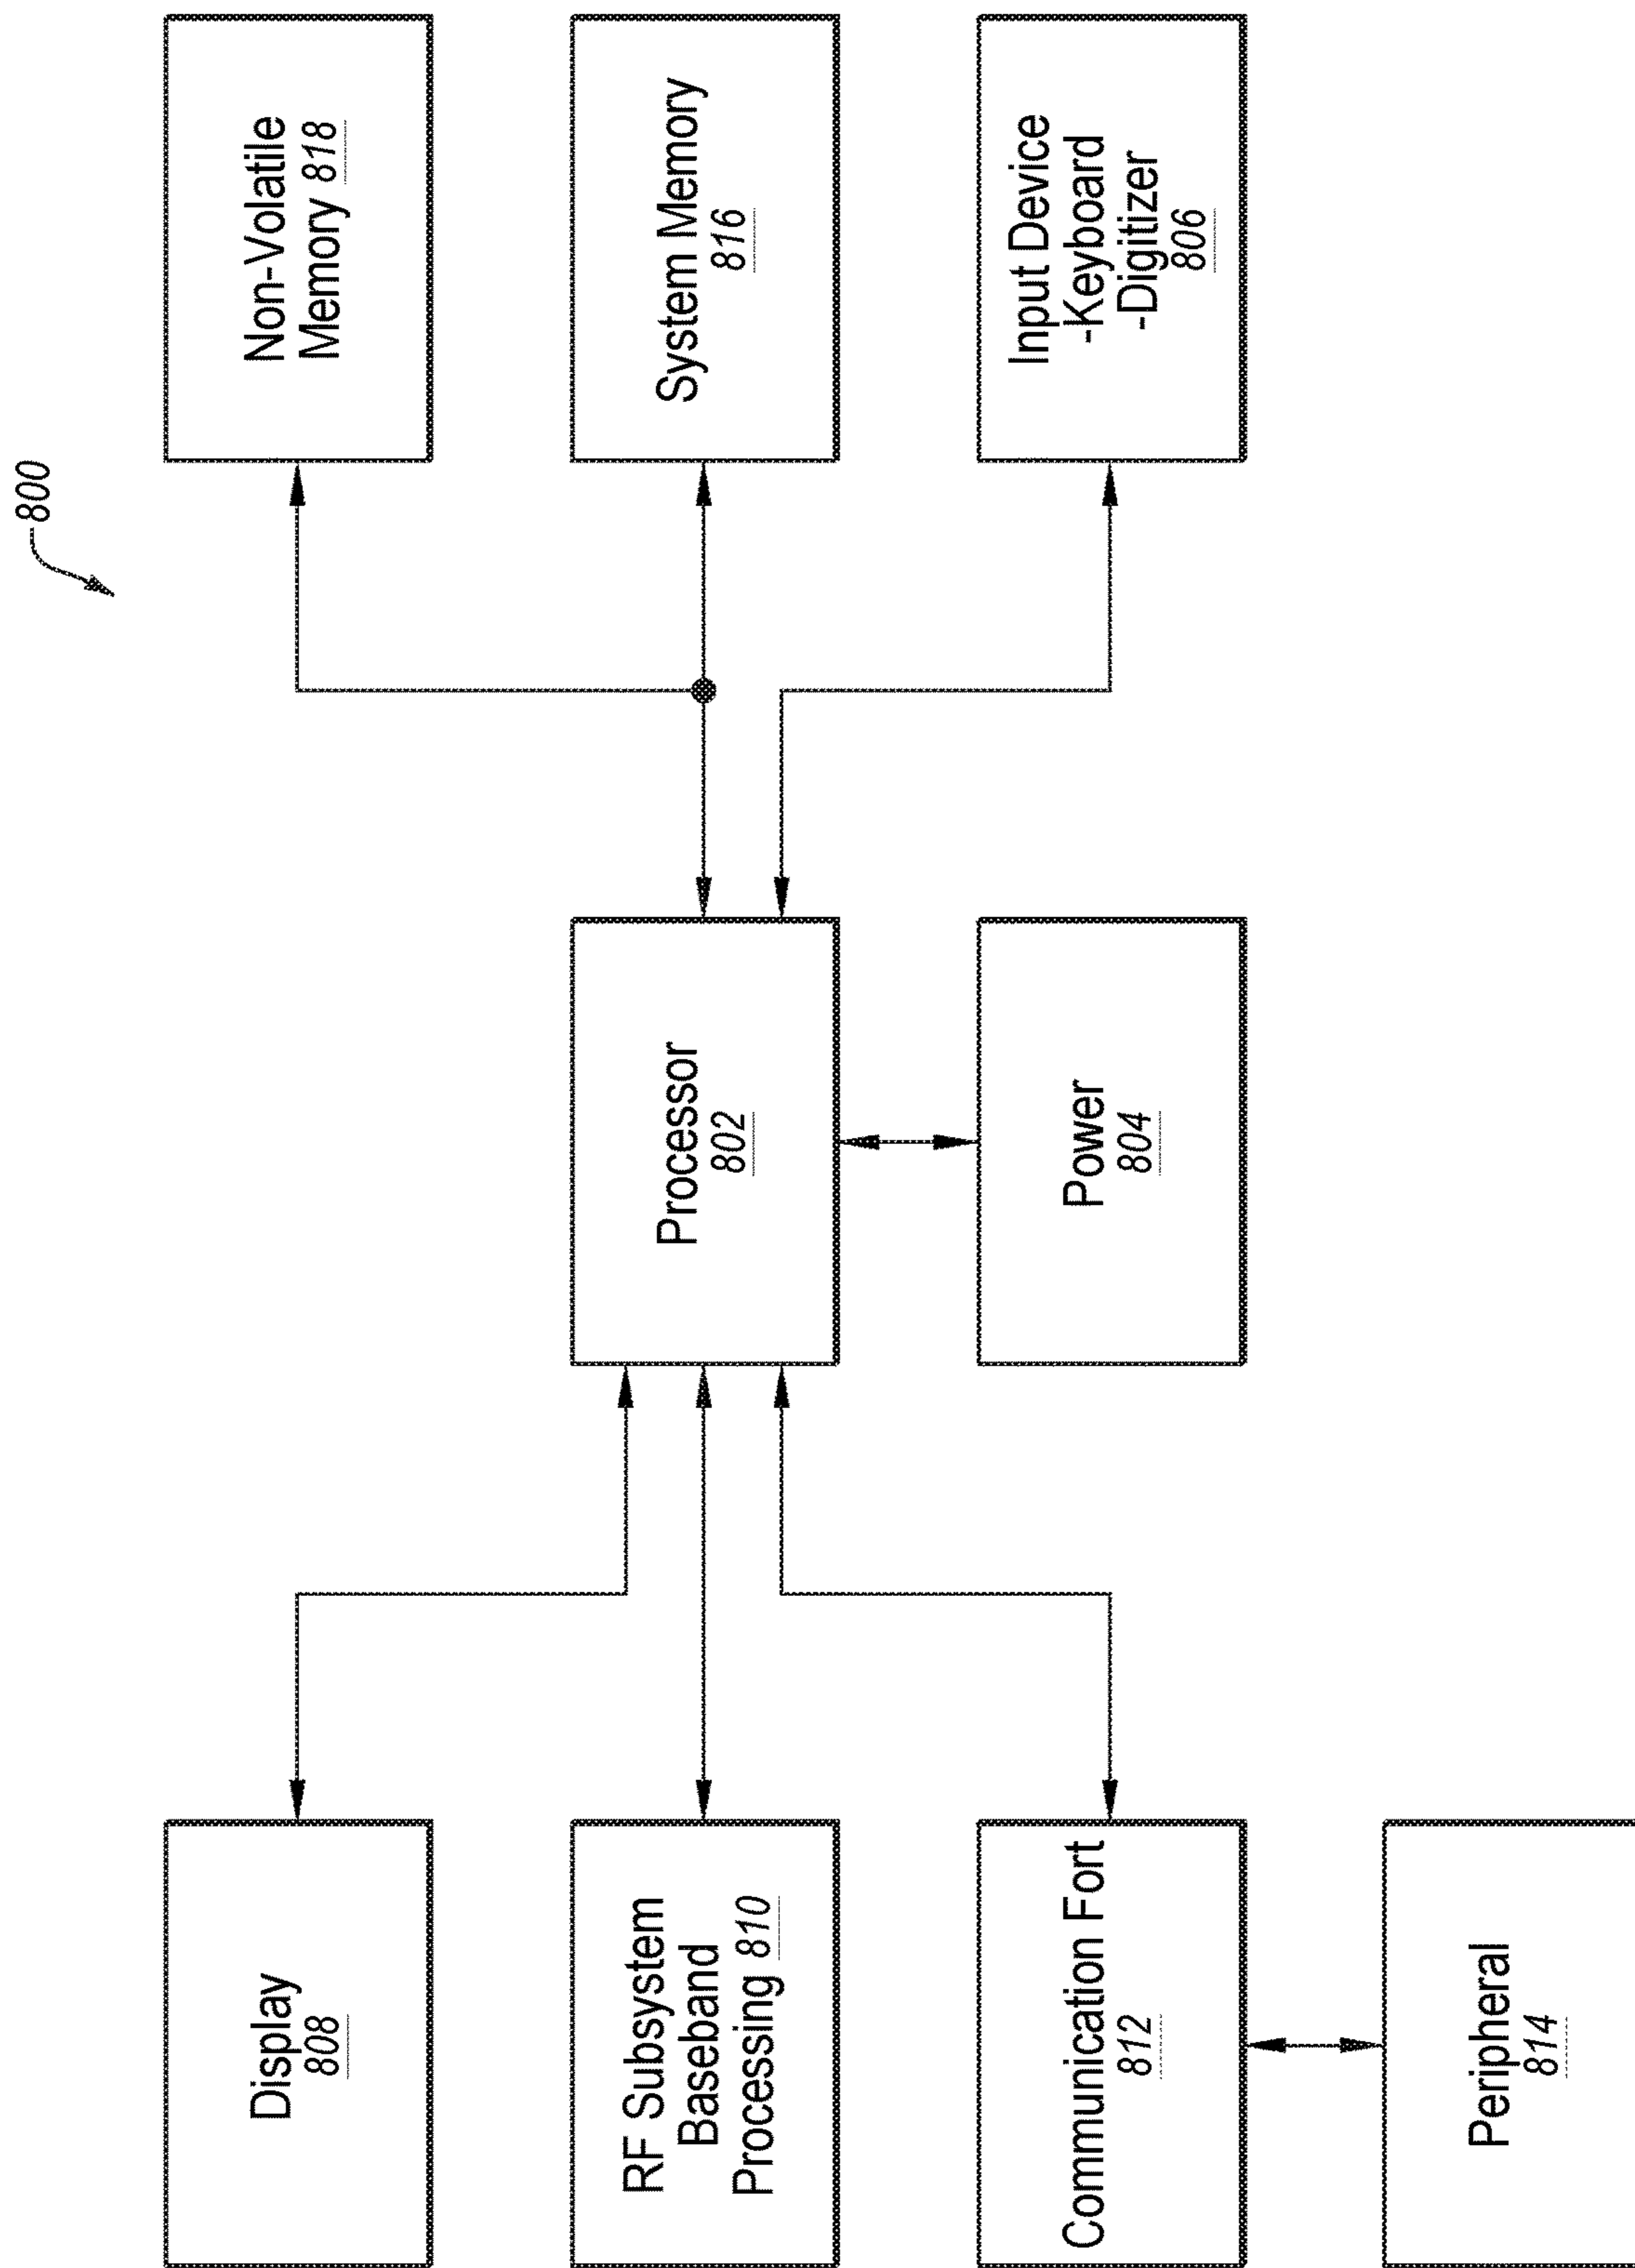 800
Display
808
RF Subsystem
Baseband
Processing 810
Communication Fort
812
Peripheral
814
Processor
802
Power
804
Non-Volatile
Memory 818
System Memory
816
Input Device
-Keyboard
-Digitizer
806